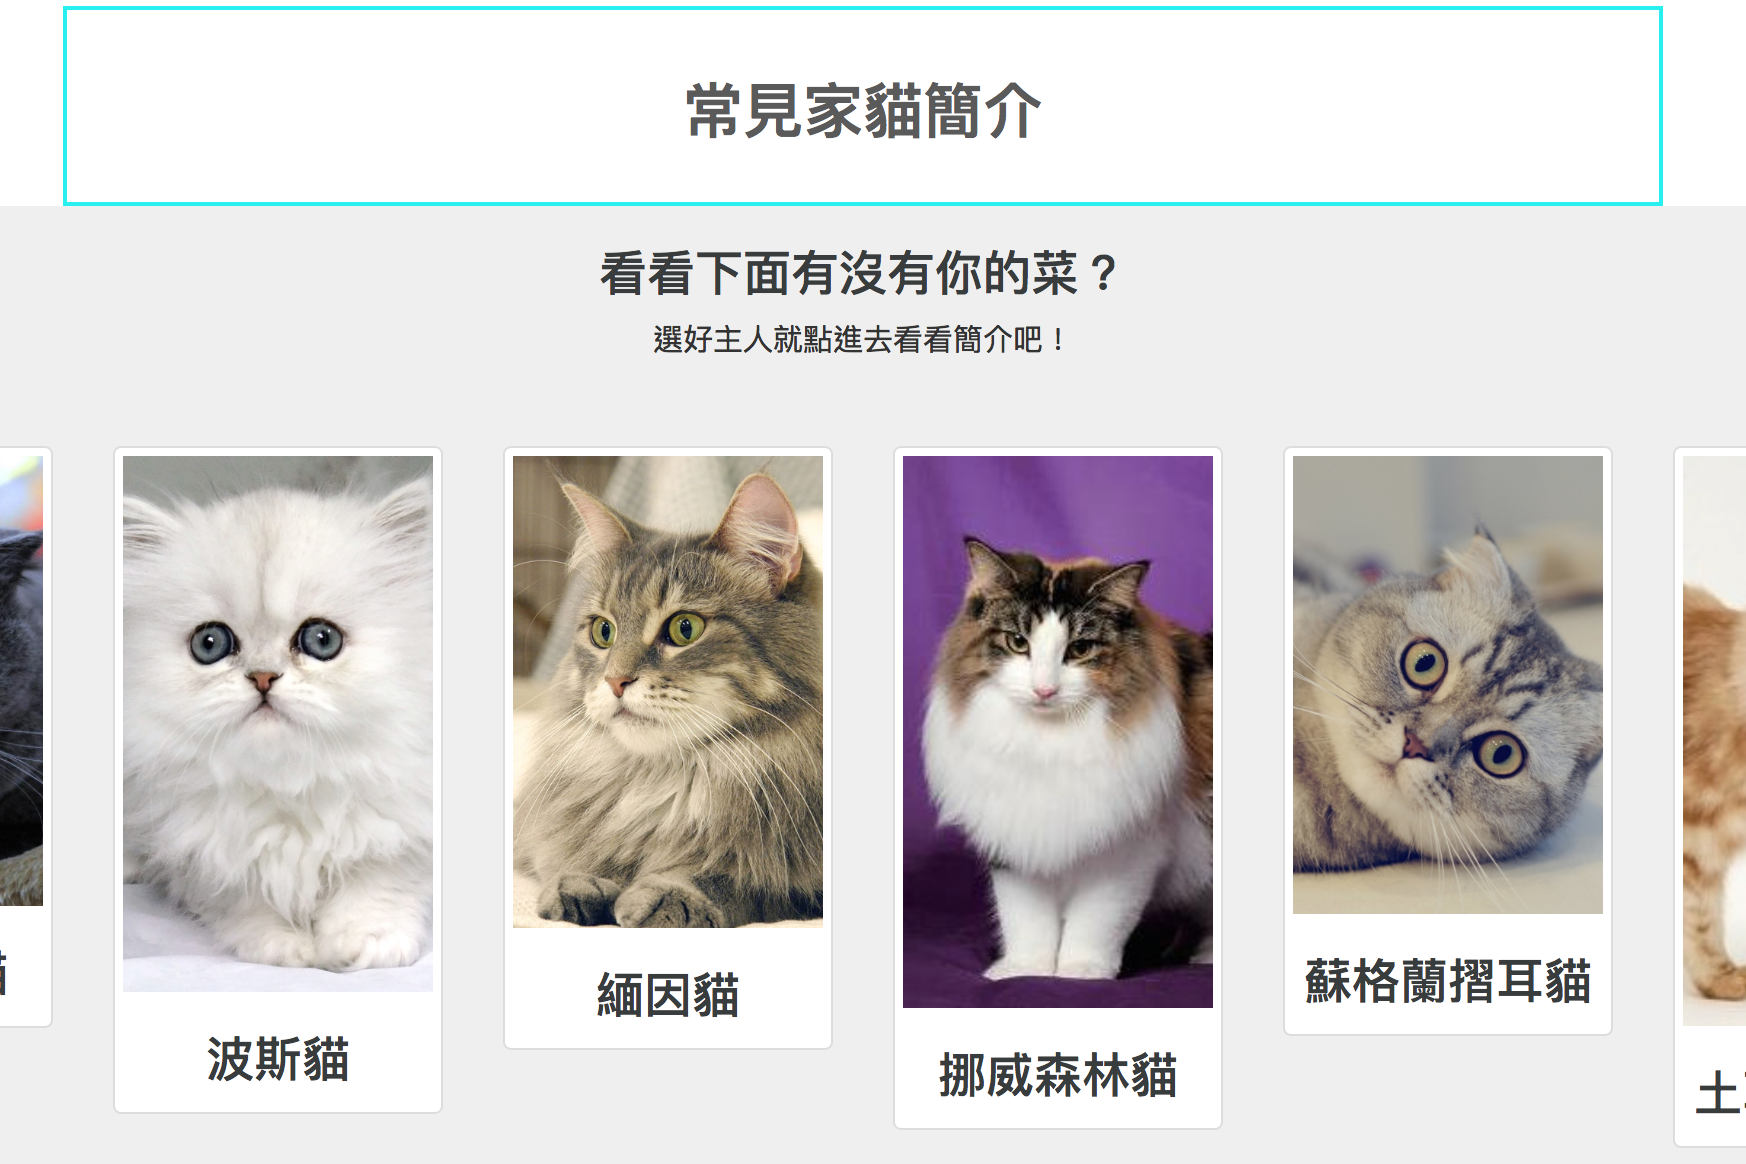 常見家貓簡介
看看下面有沒有你的菜？
選好主人就點進去看看簡介吧！
波斯貓
緬因貓
挪威森林貓
蘇格蘭摺耳貓
土